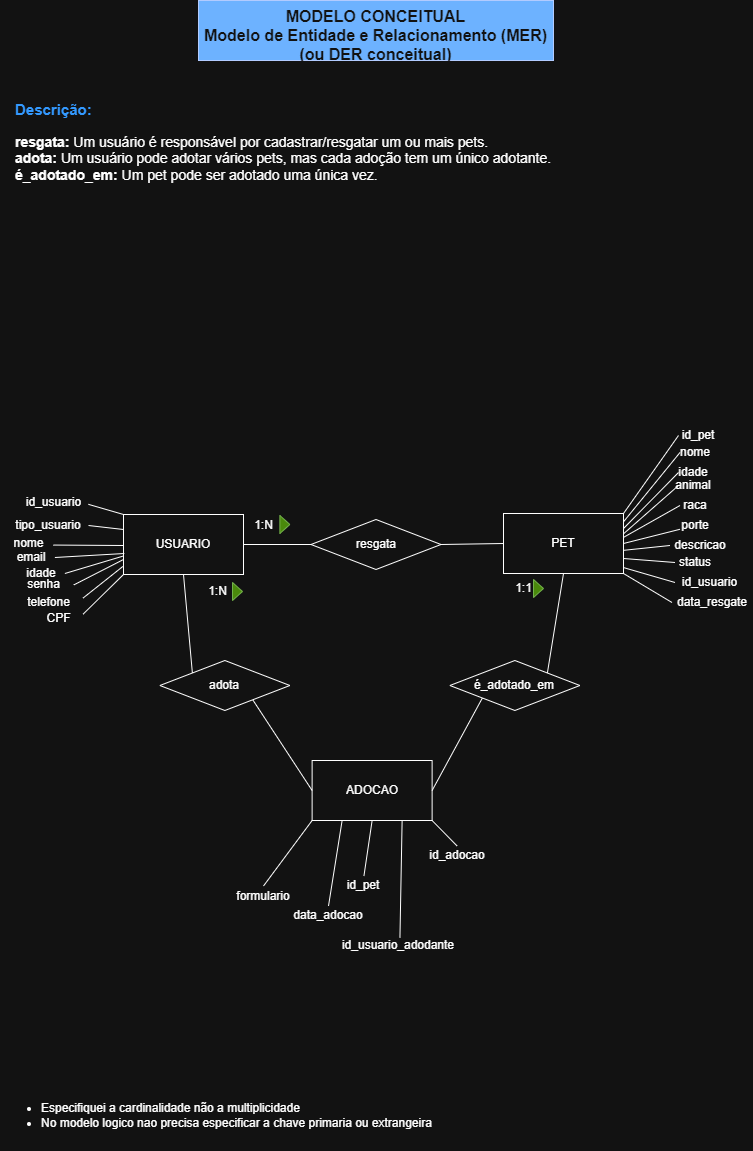 MODELO CONCEITUAL
Modelo de Entidade e Relacionamento (MER)
(ou DER conceitual)
Descrição:
resgata: Um usuário é responsável por cadastrar/resgatar um ou mais pets.
adota: Um usuário pode adotar vários pets, mas cada adoção tem um único adotante.
é_adotado_em: Um pet pode ser adotado uma única vez.
id_usuario
tipo_usuario
nome
email
idade
senha
telefone
CPF
USUARIO
1:N
1:N
resgata
PET
1:1
id_pet
nome
idade
animal
raca
porte
descricao
status
id_usuario
data_resgate
adota
é_adotado_em
ADOCAO
formulario
data_adocao
id_pet
id_usuario_adodante
id_adocao
Especifiquei a cardinalidade não a multiplicidade
No modelo logico nao precisa especificar a chave primaria ou extrangeira